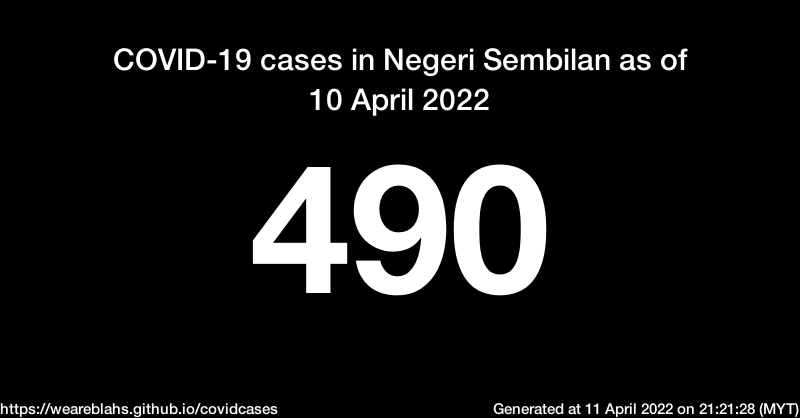 COVID-19 cases in Negeri Sembilan as of
10 April 2022
490
https://weareblahs.github.io/covidcases
Generated at 11 April 2022 on 21:21:28 (MYT)